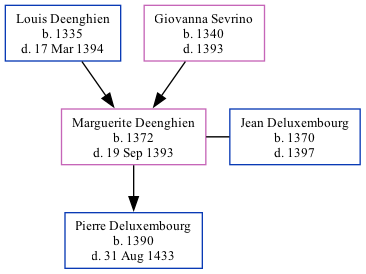 Louis Deenghien
b. 1335
d. 17 Mar 1394
Giovanna Sevrino
b. 1340
d. 1393
Marguerite Deenghien
b. 1372
d. 19 Sep 1393
Jean Deluxembourg
b. 1370
d. 1397
Pierre Deluxembourg
b. 1390
d. 31 Aug 1433